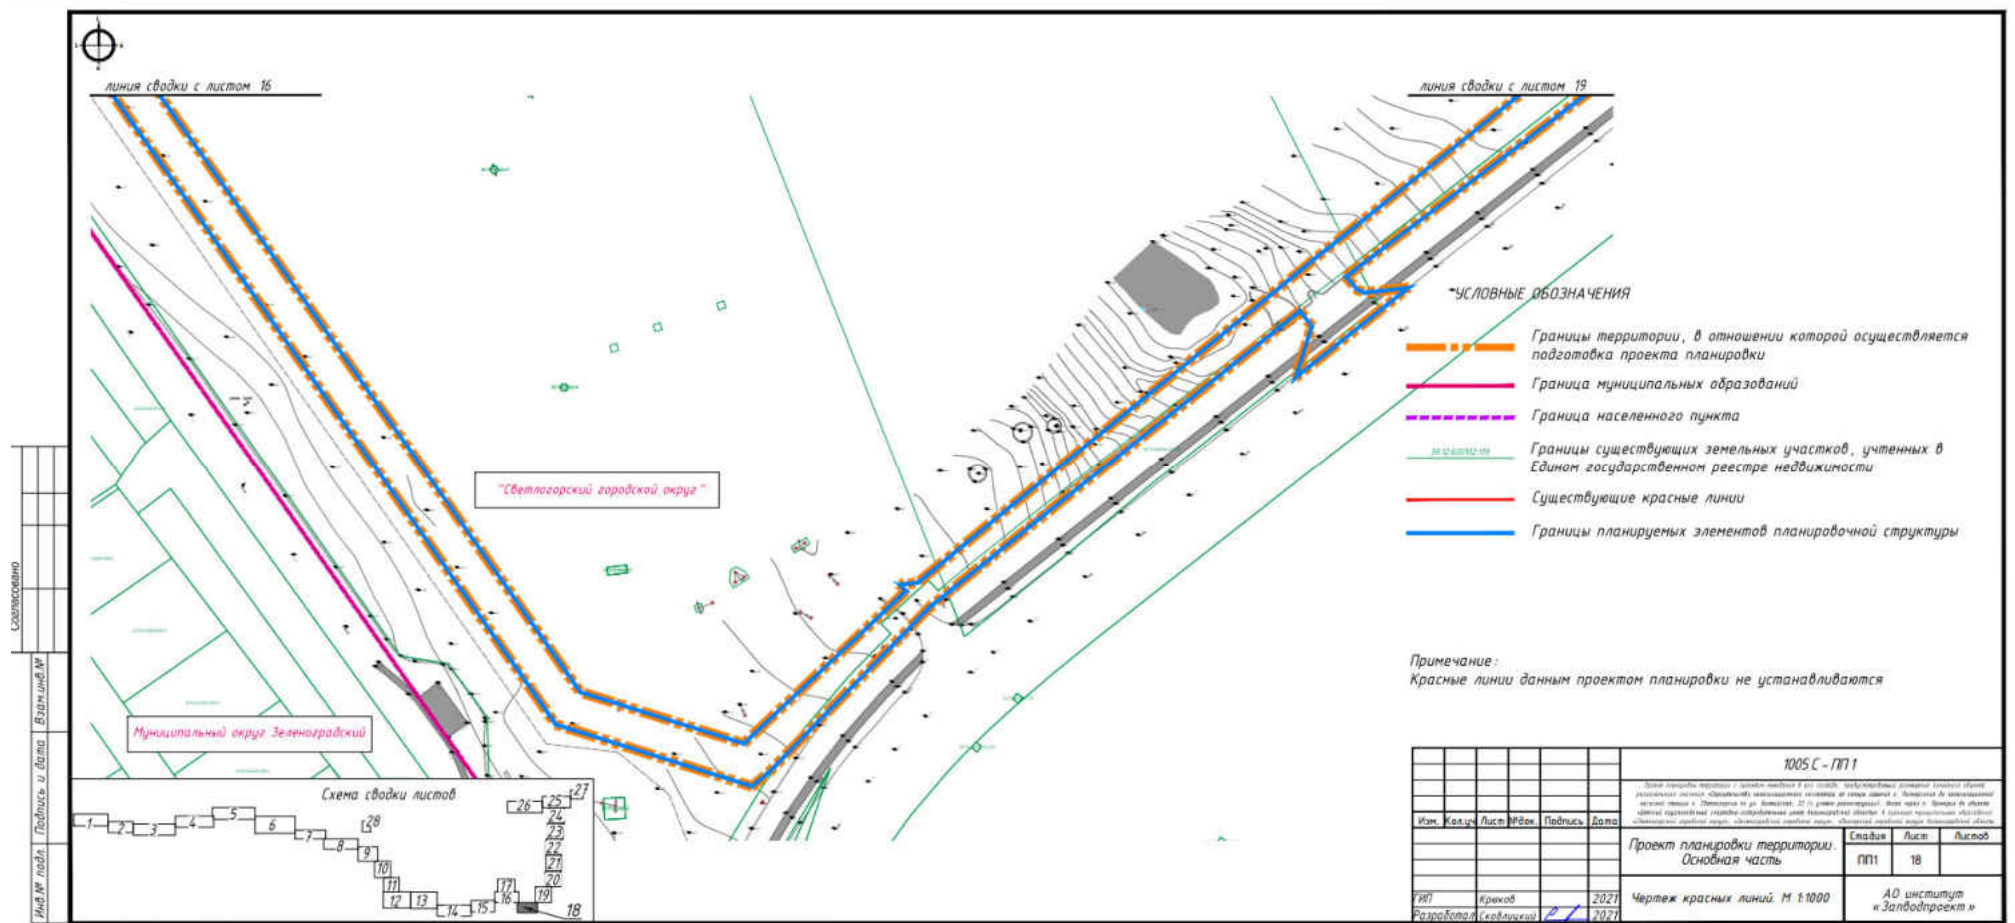 линия сводки с листом 16
линия сводки с листом 19
УСЛОВНЫЕ ОБОЗНАЧЕНИЯ
Границы территории, в отношении которой осуществляется
подготовка проекта планировки
Граница муниципальных образований
Граница населенного пункта
Границы существующих земельных участков, учтенных в
Едином государственном реестре недвижимости
Существующие красные линии
Границы планируемых элементов планировочной структуры
"Светлогорский городской округ"
Муниципальный округ Зеленоградский
Примечание:
Красные линии данным проектом планировки не устанавливаются
Схема сводки листов
1
2
3
4
5
6
7
8
28
9
10
11
12
13
14
15
16
17
18
19
20
21
22
23
24
25
26
27
Согласовано
Взам.инв.№
Подпись и дата
Инв.№ подл.
1005 С - ПП 1
Изм. Кол.уч Лист №док. Подпись Дата
Проект планировки территории.
Основная часть
Стадия Лист Листов
ПП1 18
ГИП Крюков 2021
Разработал Скавлицкий 2021
Чертеж красных линий. М 1:1000
АО институт
«Запводпроект»